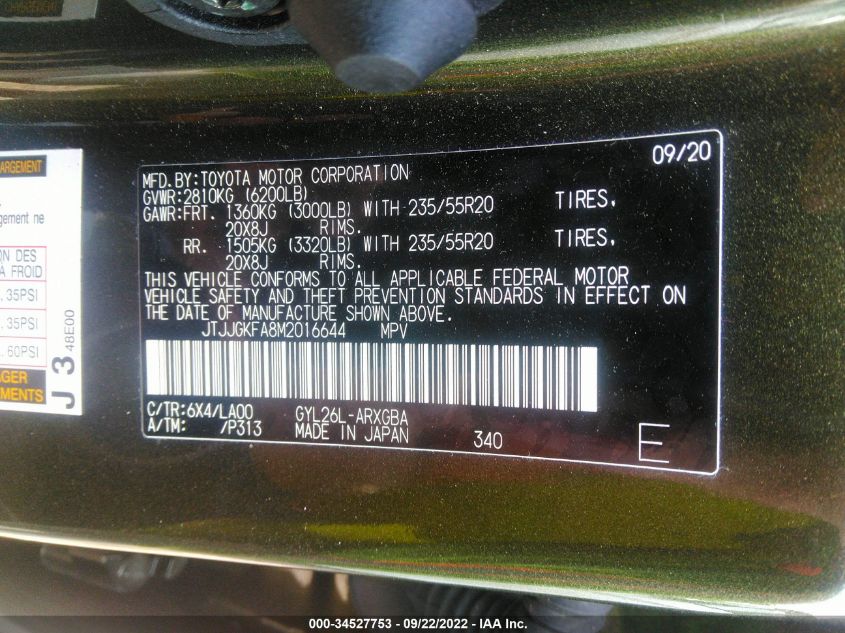 MFD.BY:TOYOTA MOTOR CORPORATION 09/20
GVWR:2810KG (6200LB)
GAWR:FRT. 1360KG (3000LB) WITH 235/55R20 TIRES,
20X8J RIMS.
RR. 1505KG (3320LB) WITH 235/55R20 TIRES,
20X8J RIMS.
THIS VEHICLE CONFORMS TO ALL APPLICABLE FEDERAL MOTOR
VEHICLE SAFETY AND THEFT PREVENTION STANDARDS IN EFFECT ON
THE DATE OF MANUFACTURE SHOWN ABOVE.
JTJJGKFA8M2016644 MPV
C/TR:6X4/LA00 GYL26L-ARXGBA
A/TM: /P313 MADE IN JAPAN 340 E
ARGEMENT
gement ne
ON DES
A FROID
. 35PSI
. 35PSI
. 60PSI
AGER
MENTS
J 3 48E00
000-34527753 - 09/22/2022 - IAA Inc.